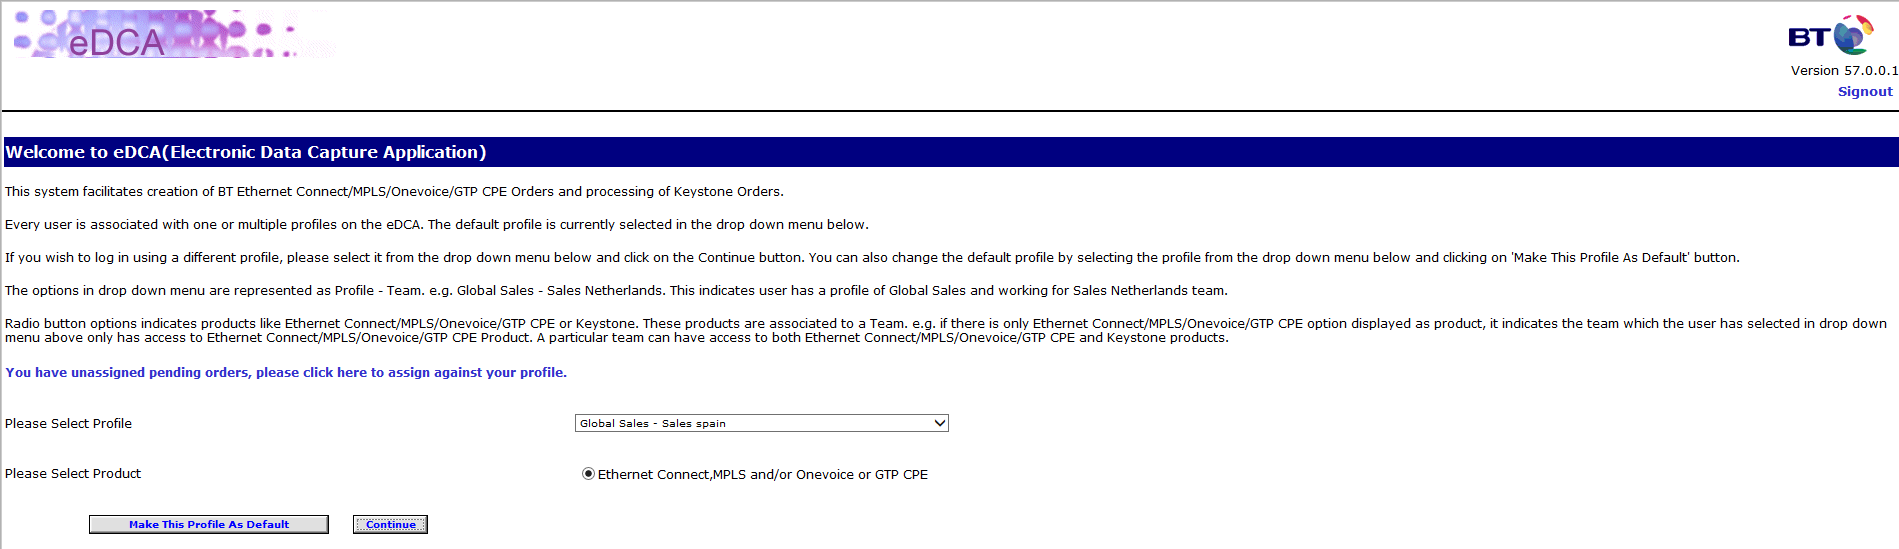 eDCA
BT
Version 57.0.0.1
Signout
Welcome to eDCA(Electronic Data Capture Application)
This system facilitates creation of BT Ethernet Connect/MPLS/Onevoice/GTP CPE Orders and processing of Keystone Orders.
Every user is associated with one or multiple profiles on the eDCA. The default profile is currently selected in the drop down menu below.
If you wish to log in using a different profile, please select it from the drop down menu below and click on the Continue button. You can also change the default profile by selecting the profile from the drop down menu below and clicking on 'Make This Profile As Default' button.
The options in drop down menu are represented as Profile - Team. e.g. Global Sales - Sales Netherlands. This indicates user has a profile of Global Sales and working for Sales Netherlands team.
Radio button options indicates products like Ethernet Connect/MPLS/Onevoice/GTP CPE or Keystone. These products are associated to a Team. e.g. if there is only Ethernet Connect/MPLS/Onevoice/GTP CPE option displayed as product, it indicates the team which the user has selected in drop down
menu above only has access to Ethernet Connect/MPLS/Onevoice/GTP CPE Product. A particular team can have access to both Ethernet Connect/MPLS/Onevoice/GTP CPE and Keystone products.
You have unassigned pending orders, please click here to assign against your profile.
Please Select Profile
Global Sales - Sales spain
Please Select Product
Ethernet Connect,MPLS and/or Onevoice or GTP CPE
Make This Profile As Default
Continue